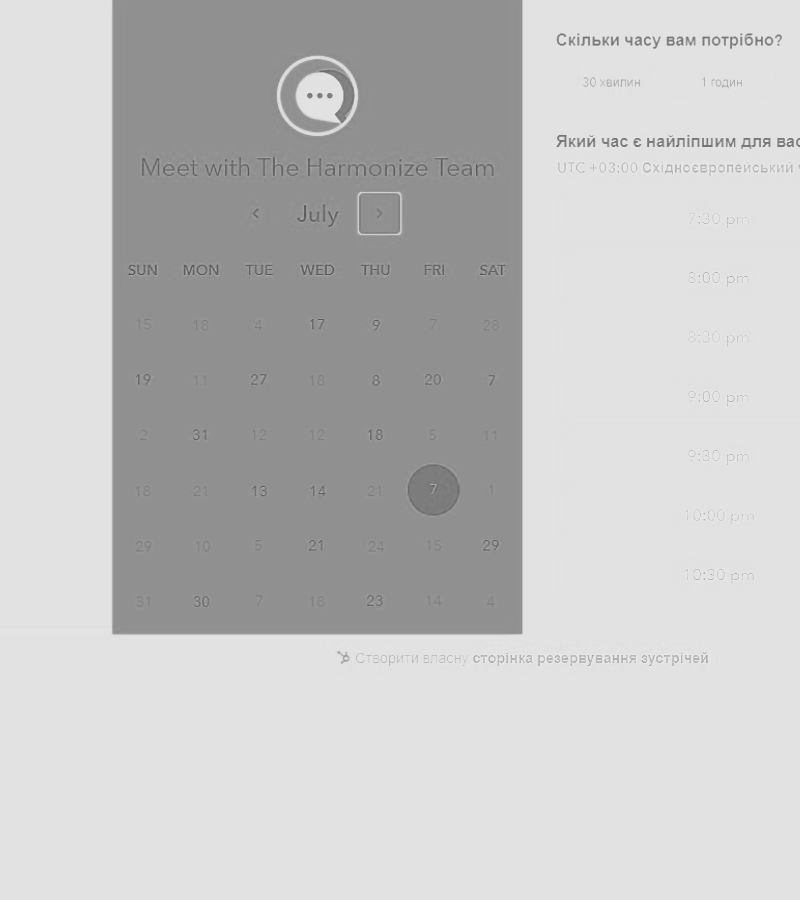 Meet with The Harmonize Team
July
SUN MON TUE WED THU FRI SAT
15 18 4 17 9 7 28
19 11 27 18 8 20 7
2 31 12 12 18 5 11
18 21 13 14 21 7 1
29 10 5 21 24 15 29
31 30 7 18 23 14 4
Скільки часу вам потрібно?
30 хвилин 1 годин
Який час є найліпшим для
UTC +03:00 Східноєвропейський
7:30 pm
8:00 pm
8:30 pm
9:00 pm
9:30 pm
10:00 pm
10:30 pm
Створити власну сторінка резервування зустрічей